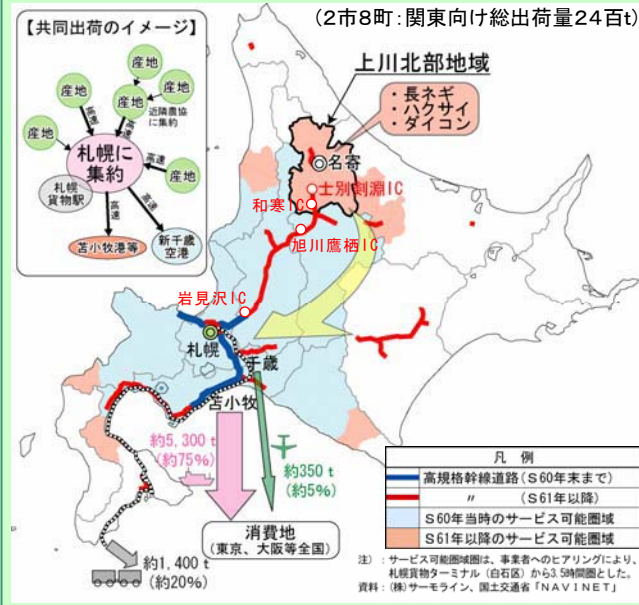 (2市8町:関東向け総出荷量24百t)
【共同出荷のイメージ】
産地
産地
産地
近隣農協
に集約
産地
高速
高速
高速
産地
札幌に
集約
札幌
貨物駅
高速
高速
苫小牧港等
新千歳
空港
上川北部地域
・長ネギ
・ハクサイ
・ダイコン
名寄
士別剣淵IC
和寒IC
旭川鷹栖IC
岩見沢IC
札幌
千歳
苫小牧
約5,300 t
(約75%)
約350 t
(約5%)
消費地
(東京、大阪等全国)
約1,400 t
(約20%)
凡 例
高規格幹線道路(S60年末まで)
〃 (S61年以降)
S60年当時のサービス可能圏域
S61年以降のサービス可能圏域
注):サービス可能圏域圏は、事業者へのヒアリングにより、
札幌貨物ターミナル(白石区)から3.5時間圏とした。
資料:(株)サーモライン、国土交通省「NAVINET」